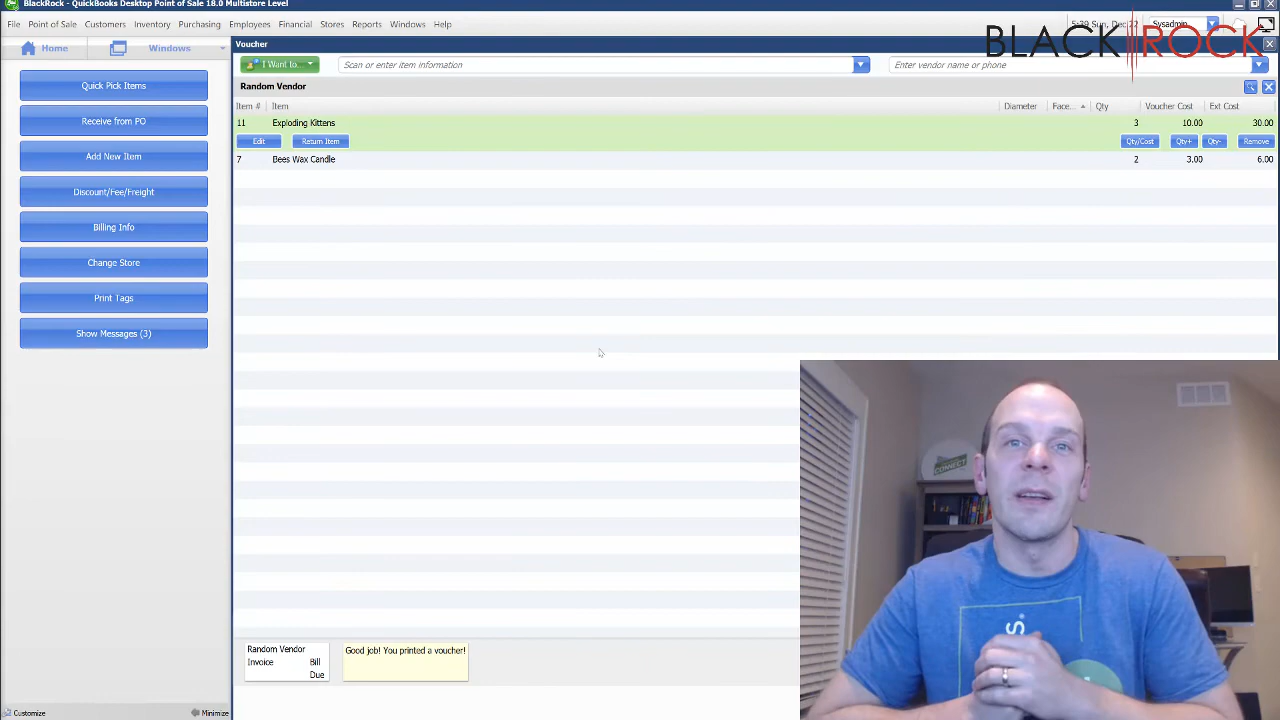 BlackRock - QuickBooks Desktop Point of Sale 18.0 Multistore Level
File Point of Sale Customers Inventory Purchasing Employees Financial Stores Reports Windows Help
Sysadmin
BLACK ROCK
Home Windows
Voucher
I Want to...
Scan or enter item information
Enter vendor name or phone
Random Vendor
Item # Item Diameter Face... Qty Voucher Cost Ext Cost
11 Exploding Kittens 3 10.00 30.00
Edit Return Item Qty/Cost Qty+ Qty- Remove
7 Bees Wax Candle 2 3.00 6.00
Quick Pick Items
Receive from PO
Add New Item
Discount/Fee/Freight
Billing Info
Change Store
Print Tags
Show Messages (3)
CONNECT
s.
Random Vendor
Invoice Bill
Due
Good job! You printed a voucher!
Customize Minimize